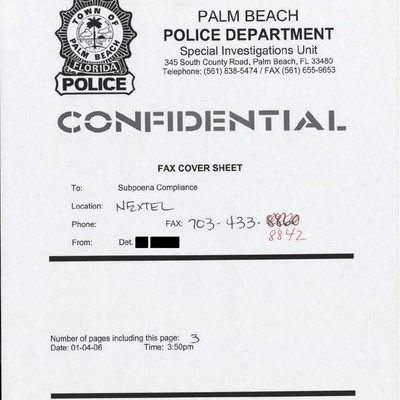 TOWN OF PALM BEACH
FLORIDA
POLICE
PALM BEACH
POLICE DEPARTMENT
Special Investigations Unit
345 South County Road, Palm Beach, FL 33480
Telephone: (561) 838-5474 / FAX (561) 655-9653
CONFIDENTIAL
FAX COVER SHEET
To: Subpoena Compliance
Location: NEXTEL
Phone: FAX: 703-433-
8842
From: Det.
Number of pages including this page: 3
Date: 01-04-06 Time: 3:50pm